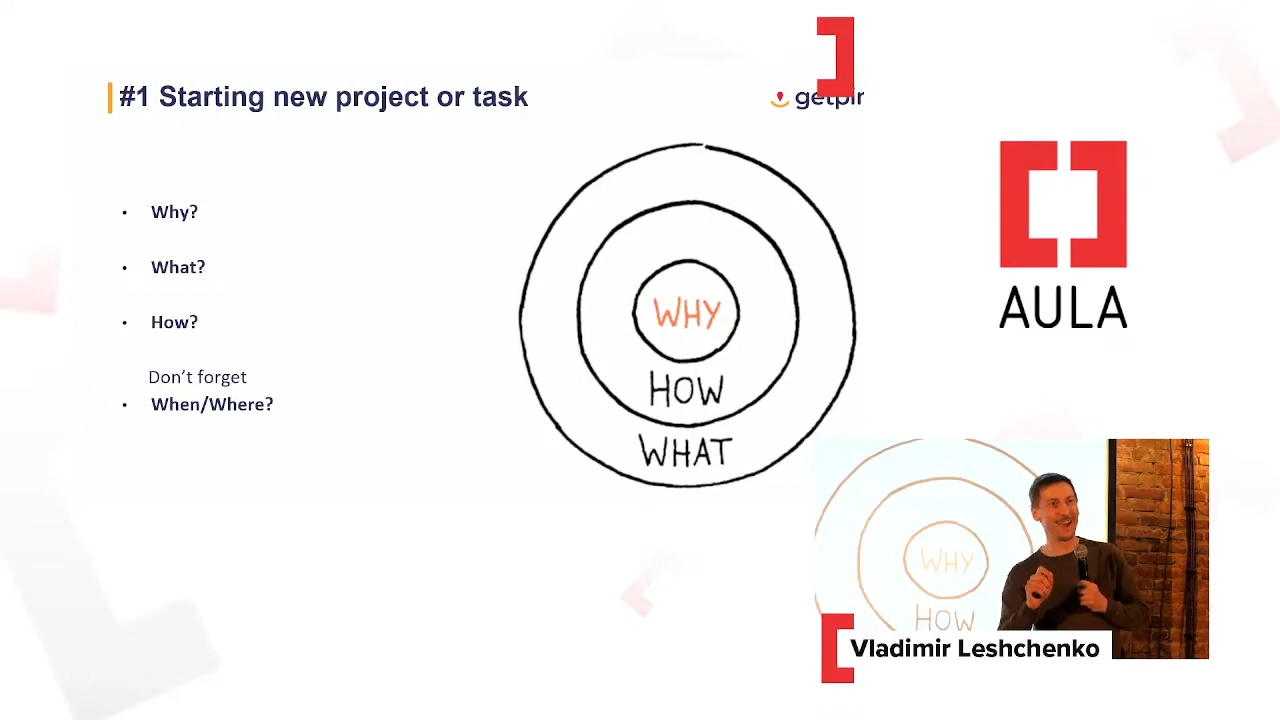 #1 Starting new project or task
getpir
• Why?
• What?
• How?
Don't forget
• When/Where?
WHY
HOW
WHAT
AULA
WHY
HOW
Vladimir Leshchenko